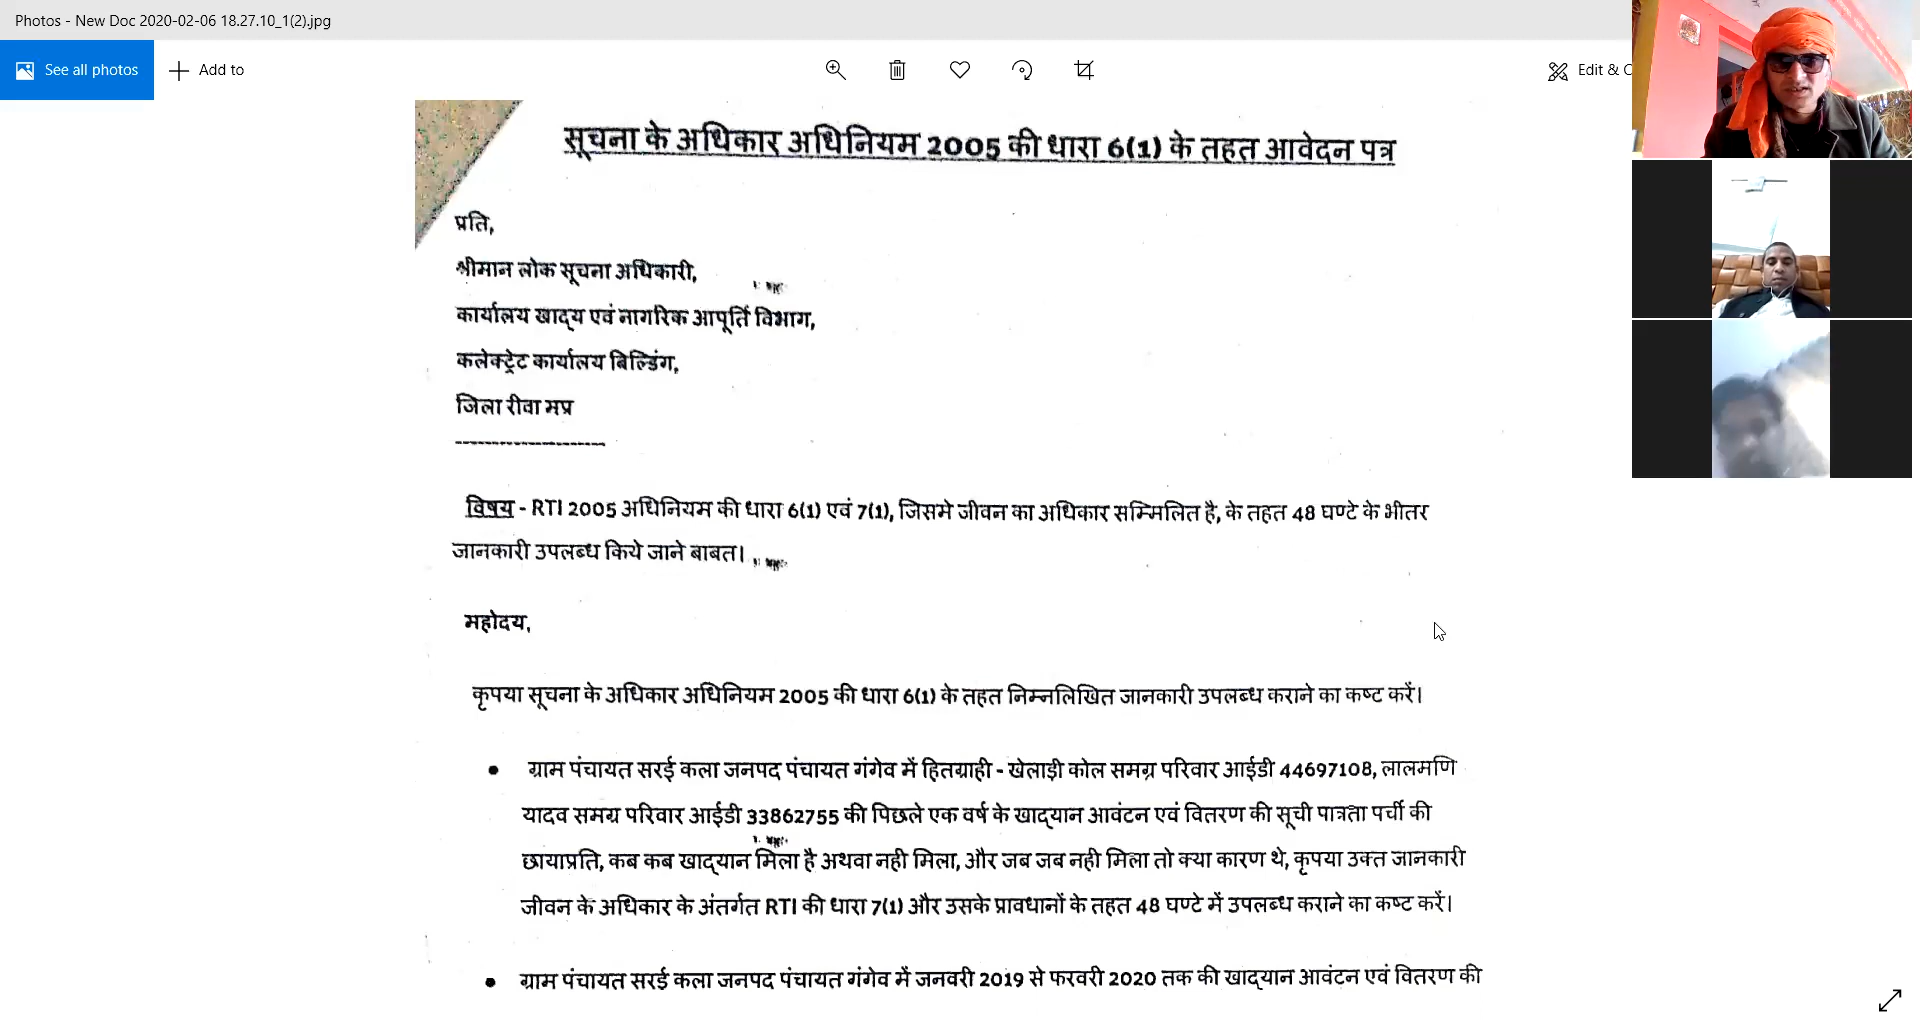 Photos - New Doc 2020-02-06 18.27.10_1(2).jpg
See all photos
Add to
Edit & C
सूचना के अधिकार अधिनियम 2005 की धारा 6(1) के तहत आवेदन पत्र
प्रति,
श्रीमान लोक सूचना अधिकारी,
कार्यालय खाद्य एवं नागरिक आपूर्ति विभाग,
कलेक्ट्रेट कार्यालय बिल्डिंग,
जिला रीवा मप्र
--------------------
विषय - RTI 2005 अधिनियम की धारा 6(1) एवं 7(1), जिसमे जीवन का अधिकार सम्मिलित है, के तहत 48 घण्टे के भीतर
जानकारी उपलब्ध किये जाने बाबत।
महोदय,
कृपया सूचना के अधिकार अधिनियम 2005 की धारा 6(1) के तहत निम्नलिखित जानकारी उपलब्ध कराने का कष्ट करें।
• ग्राम पंचायत सरई कला जनपद पंचायत गंगेव में हितग्राही - खेलाड़ी कोल समग्र परिवार आईडी 44697108, लालमणि
यादव समग्र परिवार आईडी 33862755 की पिछले एक वर्ष के खाद्यान आवंटन एवं वितरण की सूची पात्रता पर्ची की
छायाप्रति, कब कब खाद्यान मिला है अथवा नही मिला, और जब जब नही मिला तो क्या कारण थे, कृपया उक्त जानकारी
जीवन के अधिकार के अंतर्गत RTI की धारा 7(1) और उसके प्रावधानों के तहत 48 घण्टे में उपलब्ध कराने का कष्ट करें।
• ग्राम पंचायत सरई कला जनपद पंचायत गंगेव में जनवरी 2019 से फरवरी 2020 तक की खाद्यान आवंटन एवं वितरण की